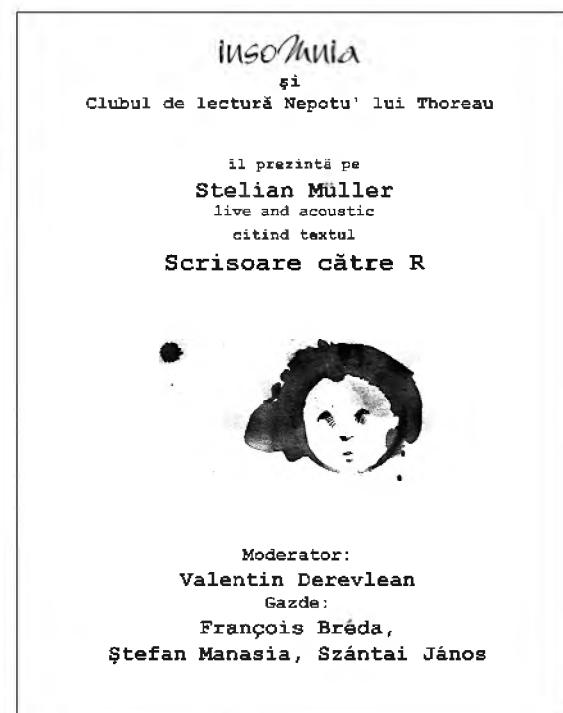 insomnia
şi
Clubul de lectură Nepotu' lui Thoreau
îl prezintă pe
Stelian Müller
live and acoustic
citind textul
Scrisoare către R
Moderator:
Valentin Derevlean
Gazde:
François Bréda,
Ştefan Manasia, Szántai János